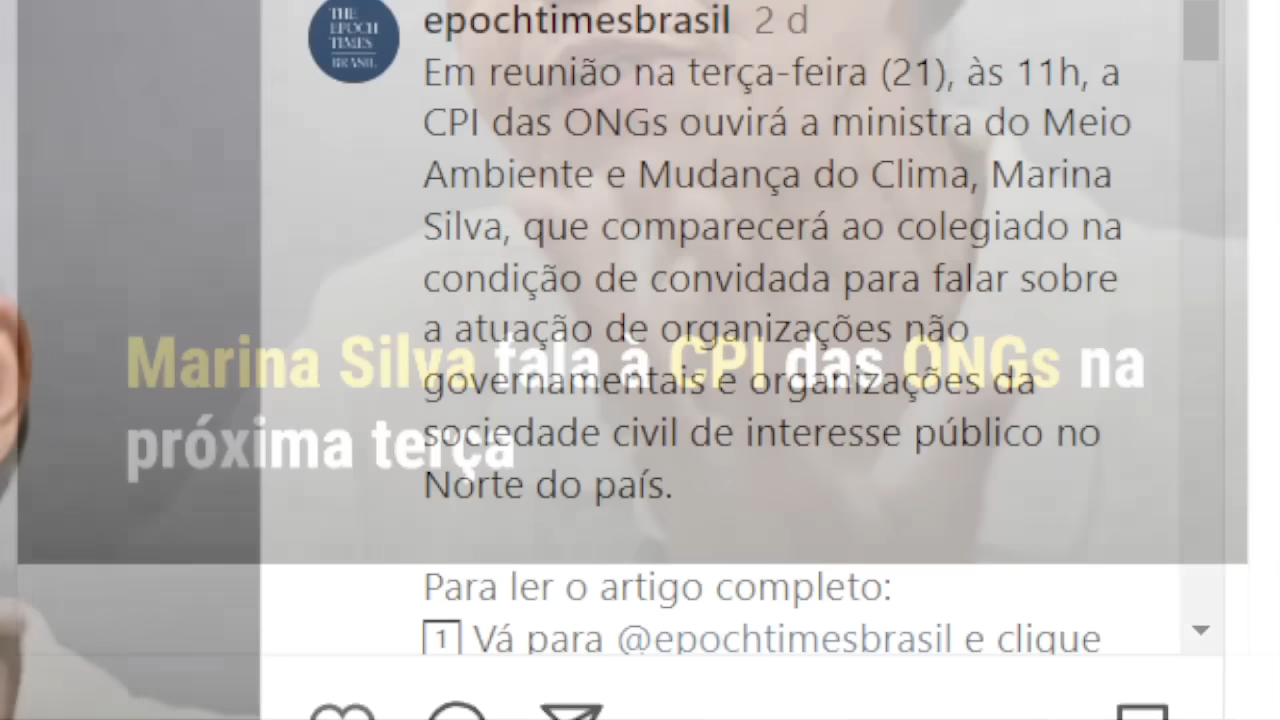 THE
EPOCH
TIMES
BRASIL
epochtimesbrasil 2 d
Em reunião na terça-feira (21), às 11h, a
CPI das ONGs ouvirá a ministra do Meio
Ambiente e Mudança do Clima, Marina
Silva, que comparecerá ao colegiado na
condição de convidada para falar sobre
a atuação de organizações não
governamentais e organizações da
sociedade civil de interesse público no
Norte do país.
Marina Silva fala à CPI das ONGs na
próxima terça
Para ler o artigo completo:
1 Vá para @epochtimesbrasil e clique